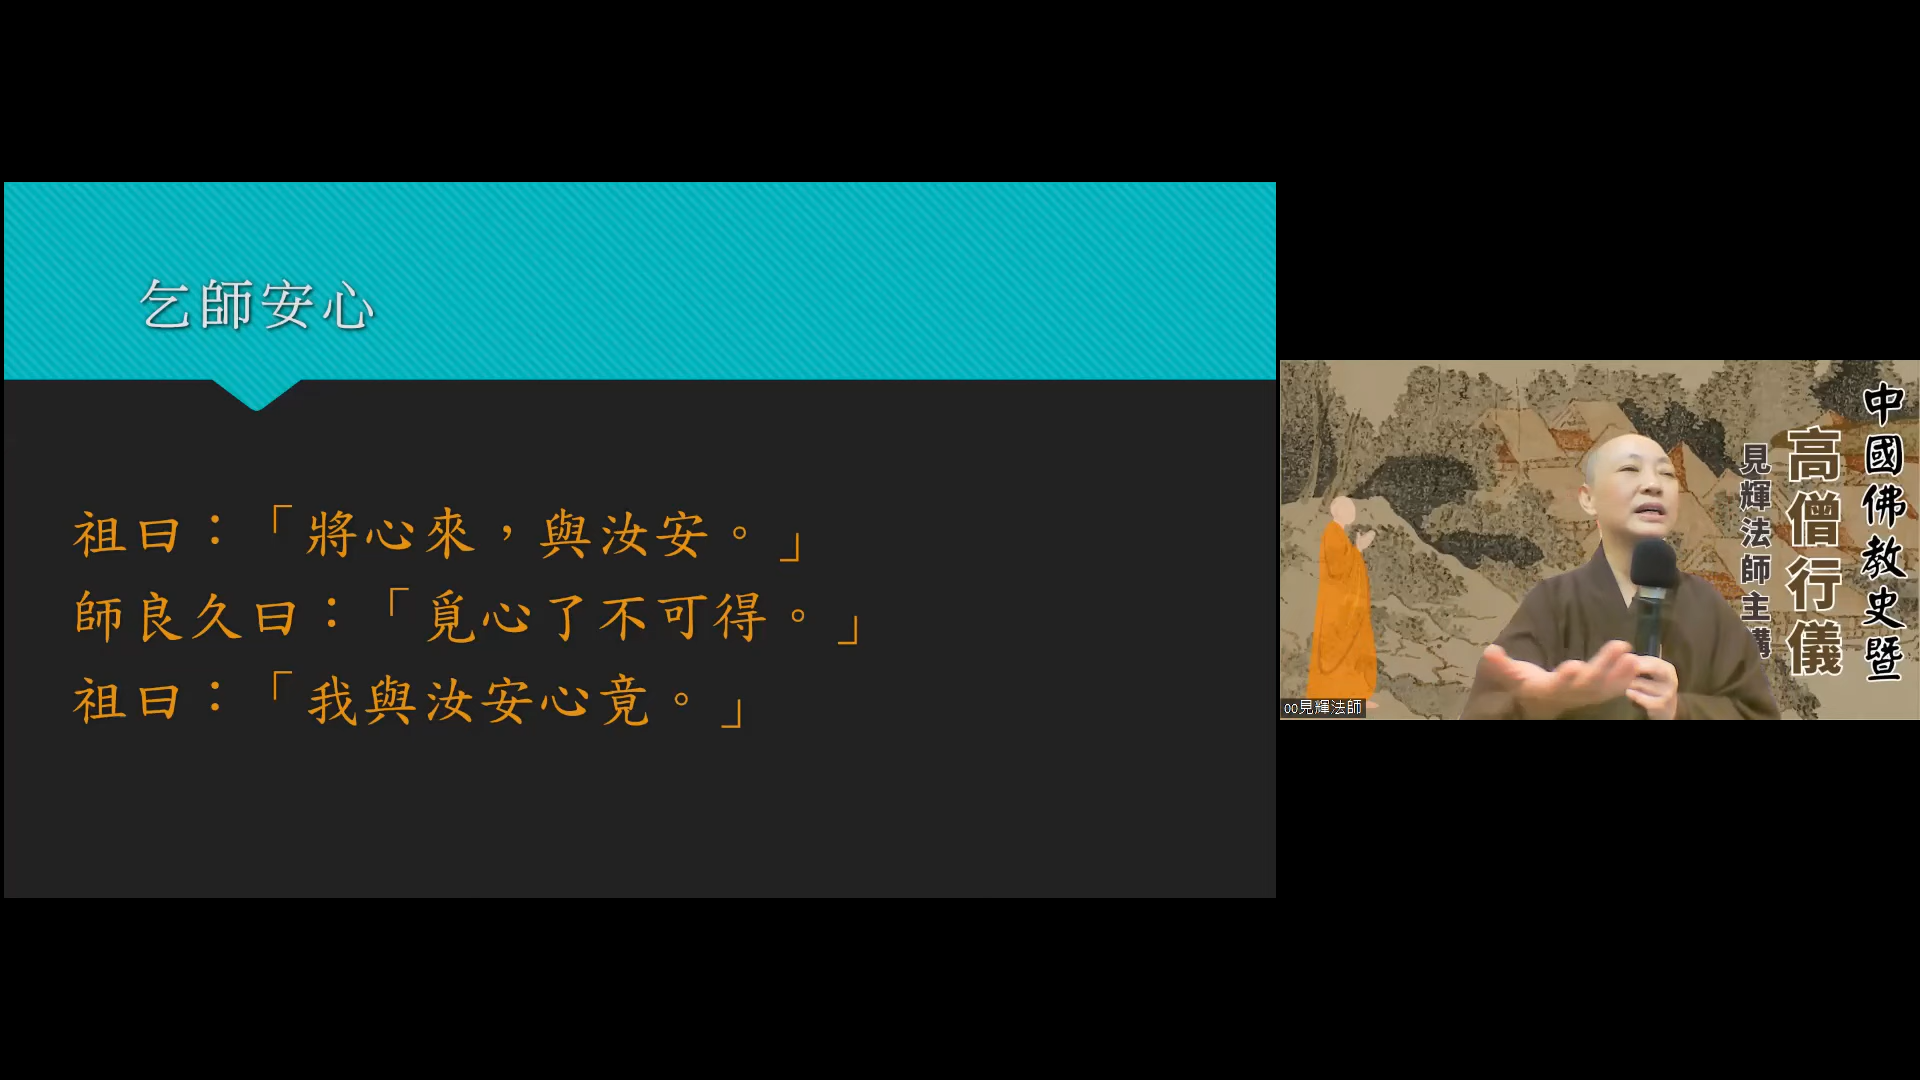 乞師安心
祖曰：「將心來，與汝安。」
師良久曰：「覓心了不可得。」
祖曰：「我與汝安心竟。」
中國佛教史暨
高僧行儀
見輝法師主講
oo見輝法師